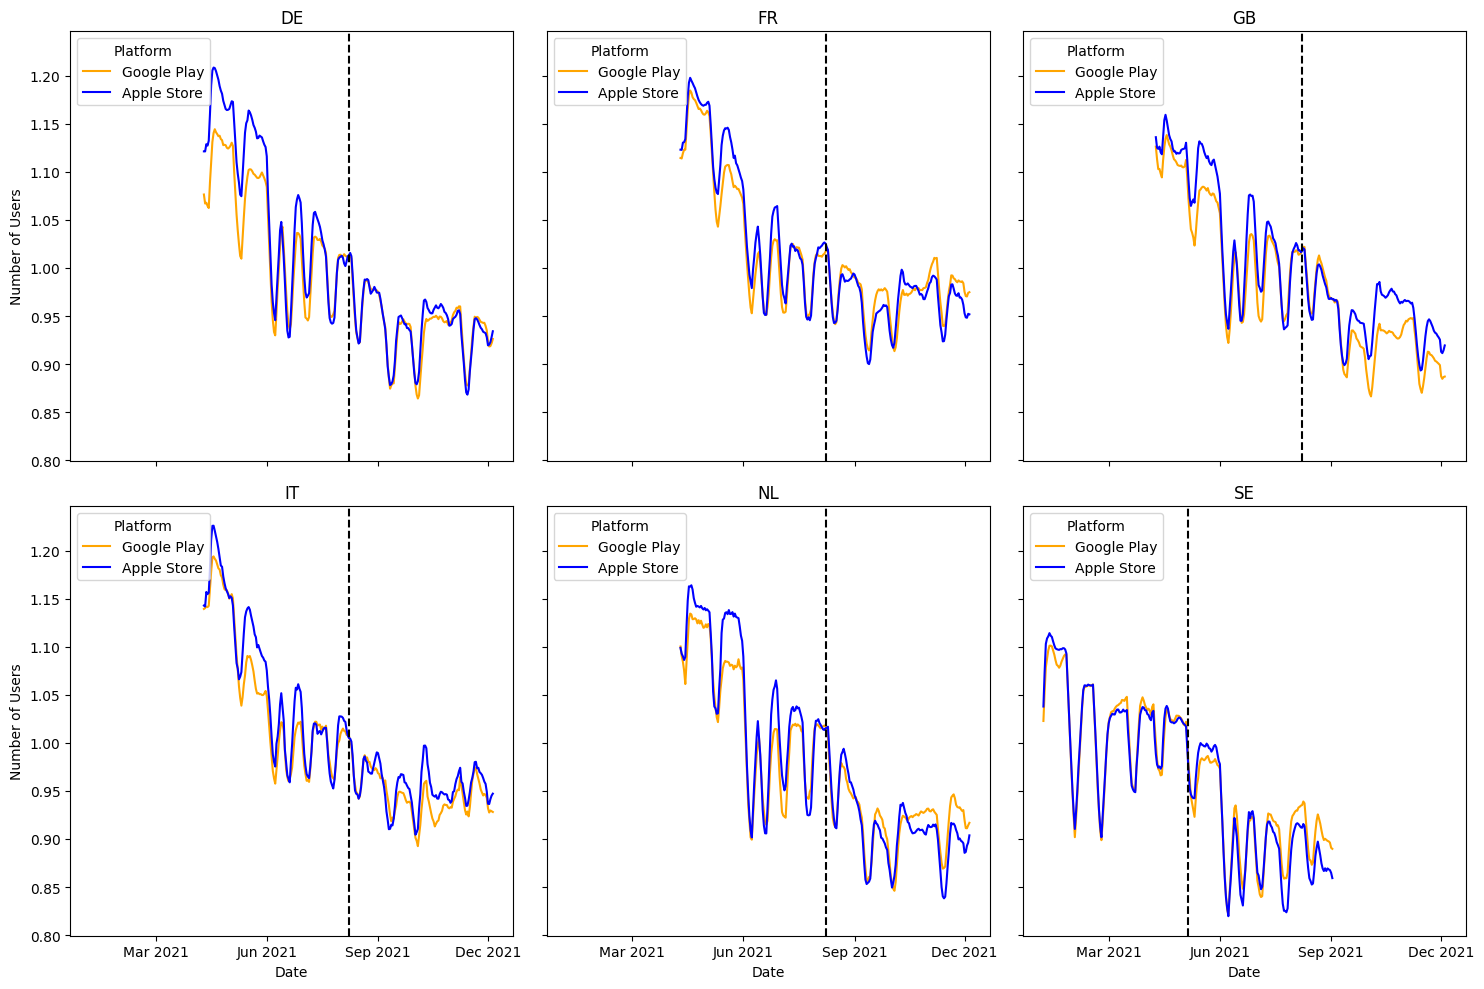 DE
FR
GB
Number of Users
1.20
1.15
1.10
1.05
1.00
0.95
0.90
0.85
0.80
Platform
Google Play
Apple Store
Platform
Google Play
Apple Store
Platform
Google Play
Apple Store
IT
NL
SE
Number of Users
1.20
1.15
1.10
1.05
1.00
0.95
0.90
0.85
0.80
Platform
Google Play
Apple Store
Platform
Google Play
Apple Store
Platform
Google Play
Apple Store
Mar 2021 Jun 2021 Sep 2021 Dec 2021
Date
Mar 2021 Jun 2021 Sep 2021 Dec 2021
Date
Mar 2021 Jun 2021 Sep 2021 Dec 2021
Date